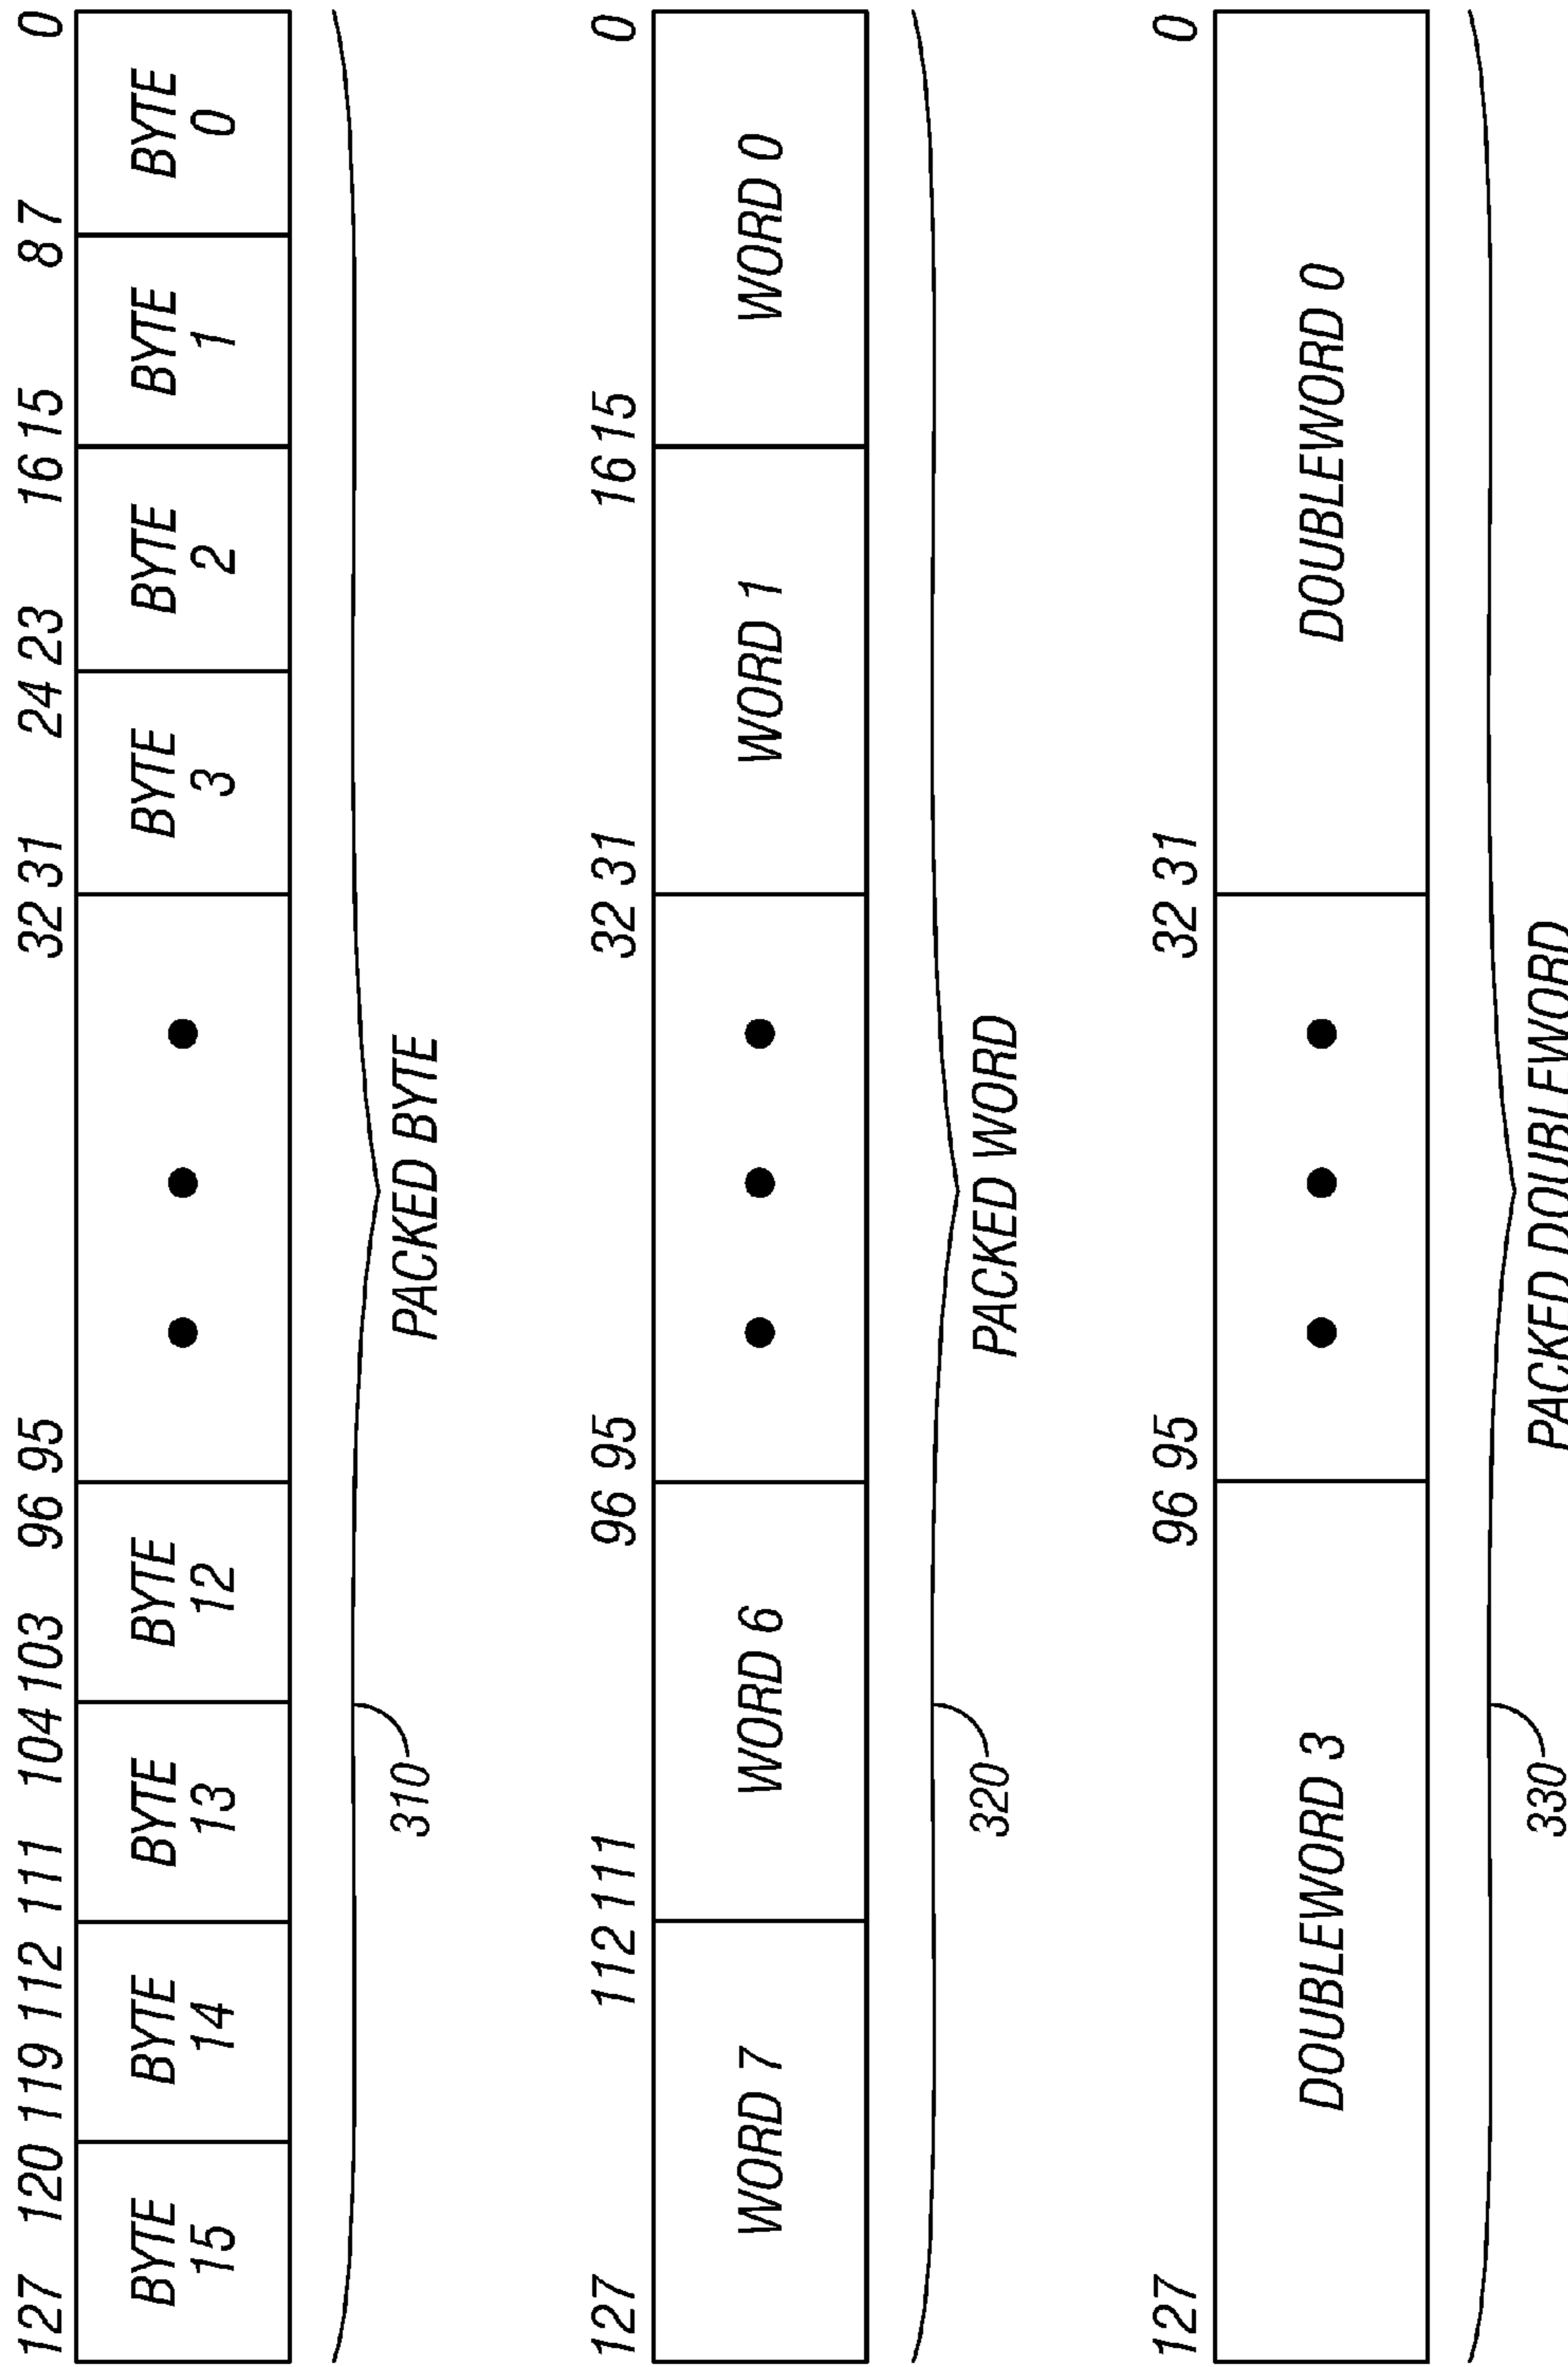 127 120 119 112 111 104 103 96 95 32 31 24 23 16 15 8 7 0
BYTE 15
BYTE 14
BYTE 13
BYTE 12
BYTE 3
BYTE 2
BYTE 1
BYTE 0
310
PACKED BYTE
127 112 111 96 95 32 31 16 15 0
WORD 7
WORD 6
WORD 1
WORD 0
320
PACKED WORD
127 96 95 32 31 0
DOUBLEWORD 3
DOUBLEWORD 0
330
PACKED DOUBLEWORD